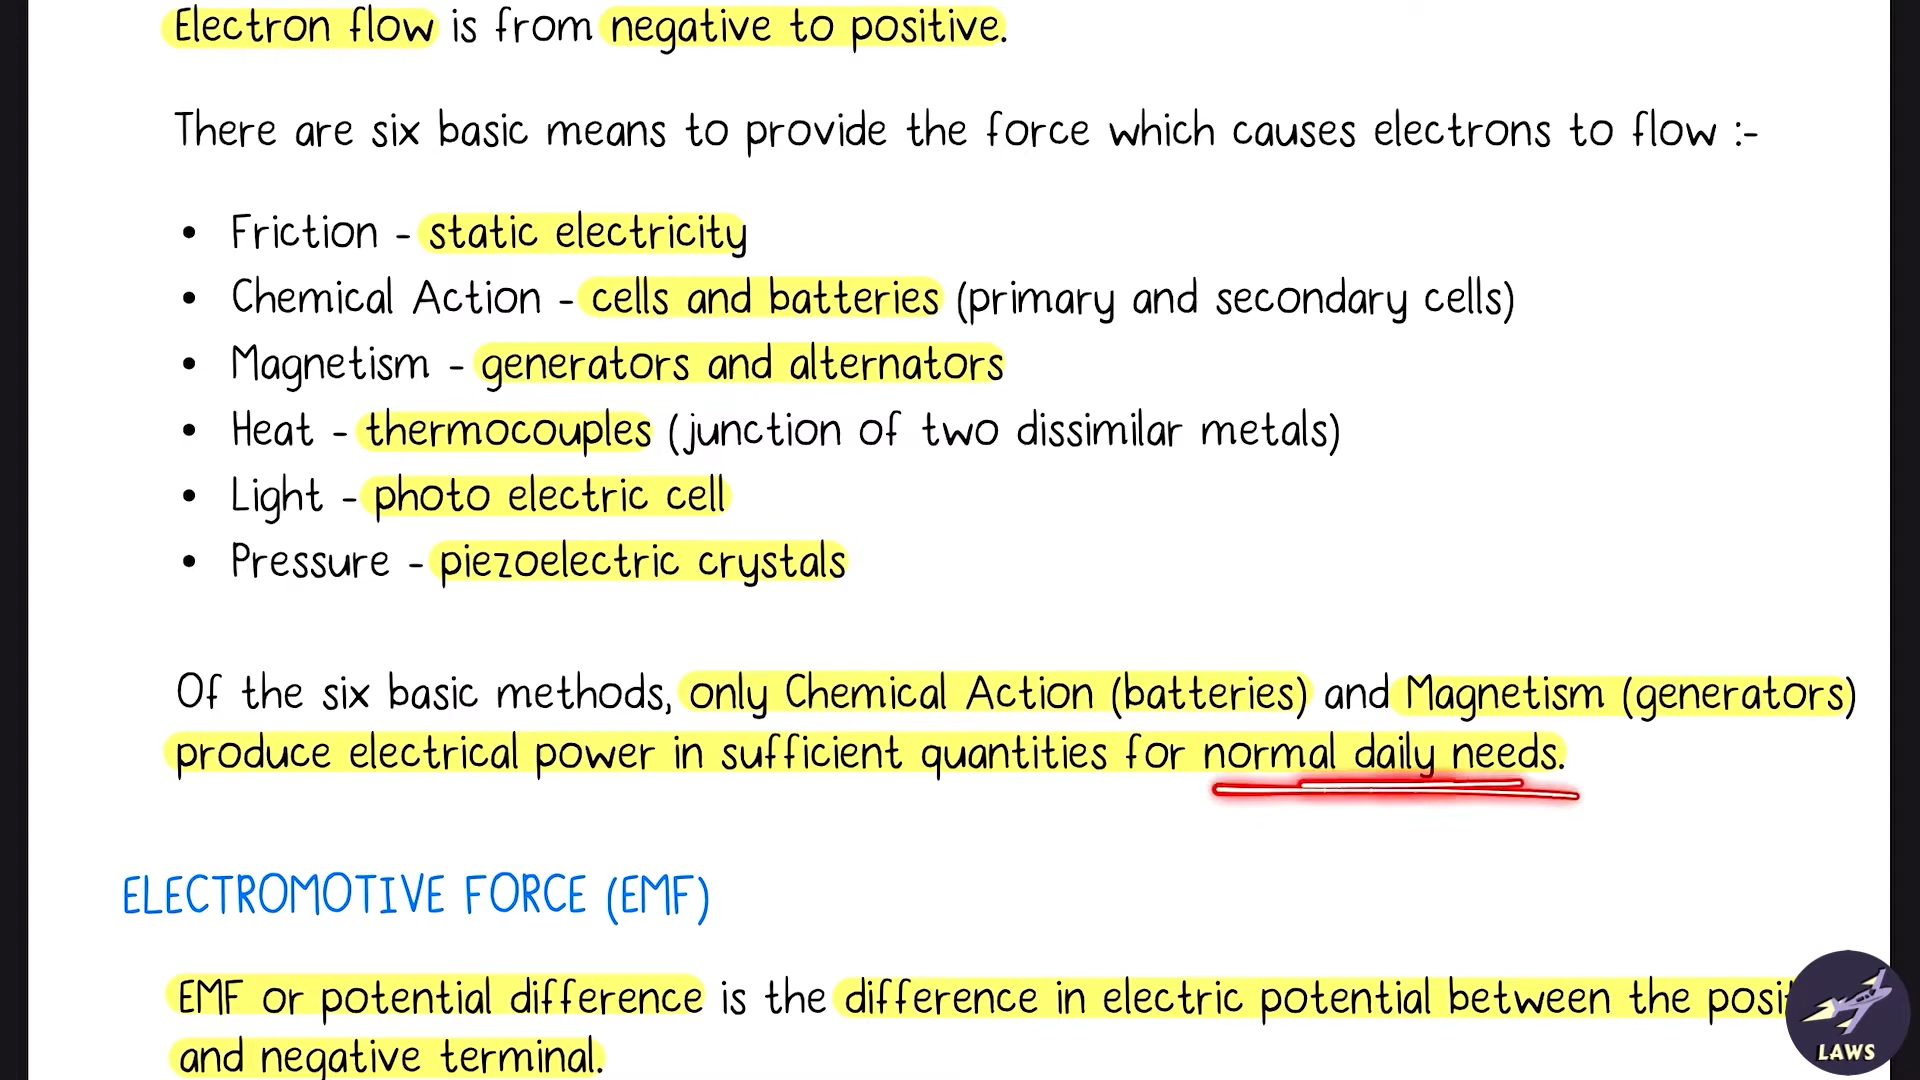 Electron flow is from negative to positive.
There are six basic means to provide the force which causes electrons to flow :-
• Friction - static electricity
• Chemical Action - cells and batteries (primary and secondary cells)
• Magnetism - generators and alternators
• Heat - thermocouples (junction of two dissimilar metals)
• Light - photo electric cell
• Pressure - piezoelectric crystals
Of the six basic methods, only Chemical Action (batteries) and Magnetism (generators)
produce electrical power in sufficient quantities for normal daily needs.
ELECTROMOTIVE FORCE (EMF)
EMF or potential difference is the difference in electric potential between the
and negative terminal.
LAWS